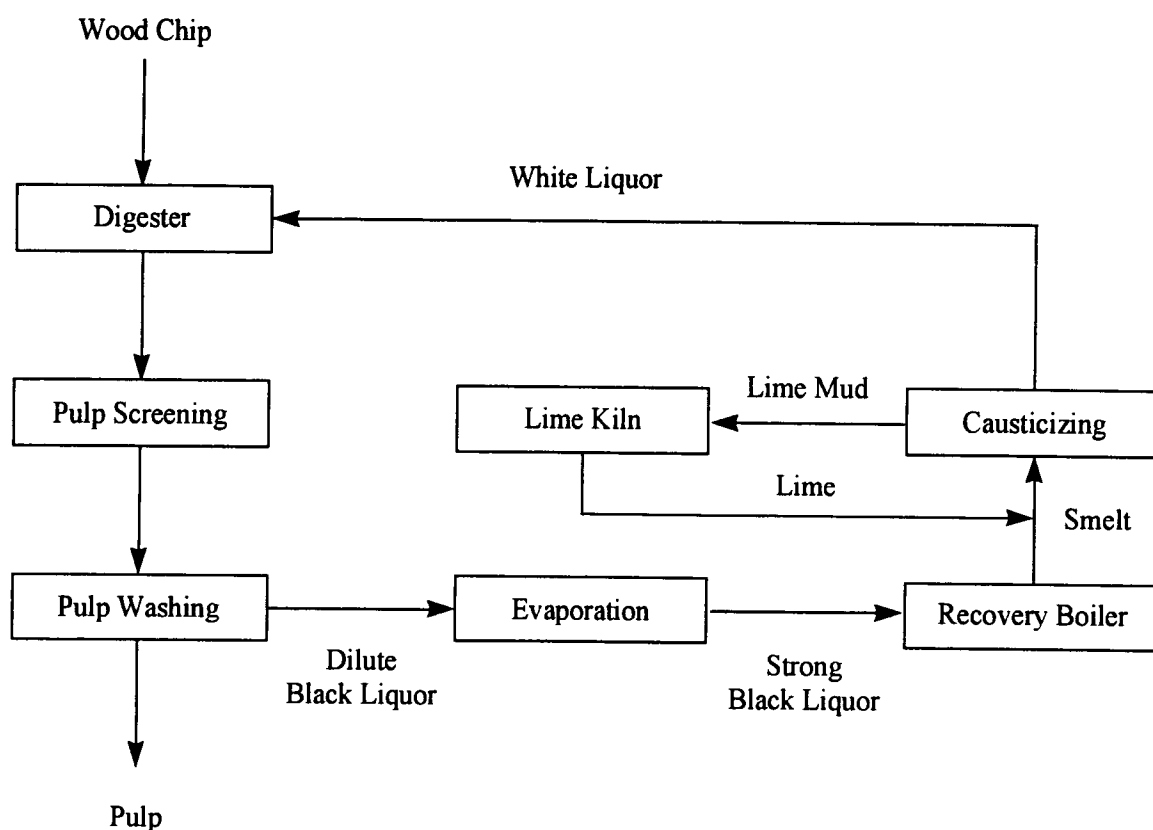 Wood Chip
White Liquor
Digester
Lime Mud
Pulp Screening
Lime Kiln
Causticizing
Lime
Smelt
Pulp Washing
Evaporation
Recovery Boiler
Dilute
Black Liquor
Strong
Black Liquor
Pulp